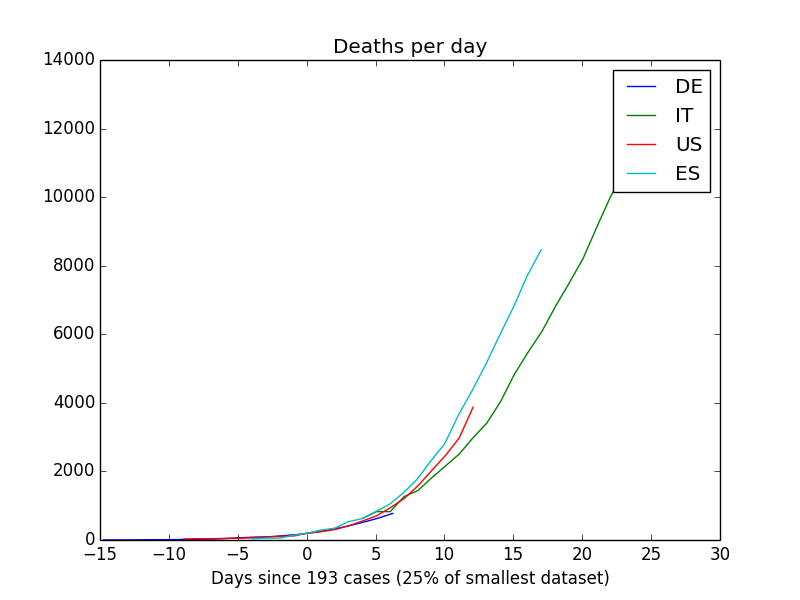 Deaths per day
14000
12000
10000
8000
6000
4000
2000
0
DE
IT
US
ES
−15 −10 −5 0 5 10 15 20 25 30
Days since 193 cases (25% of smallest dataset)